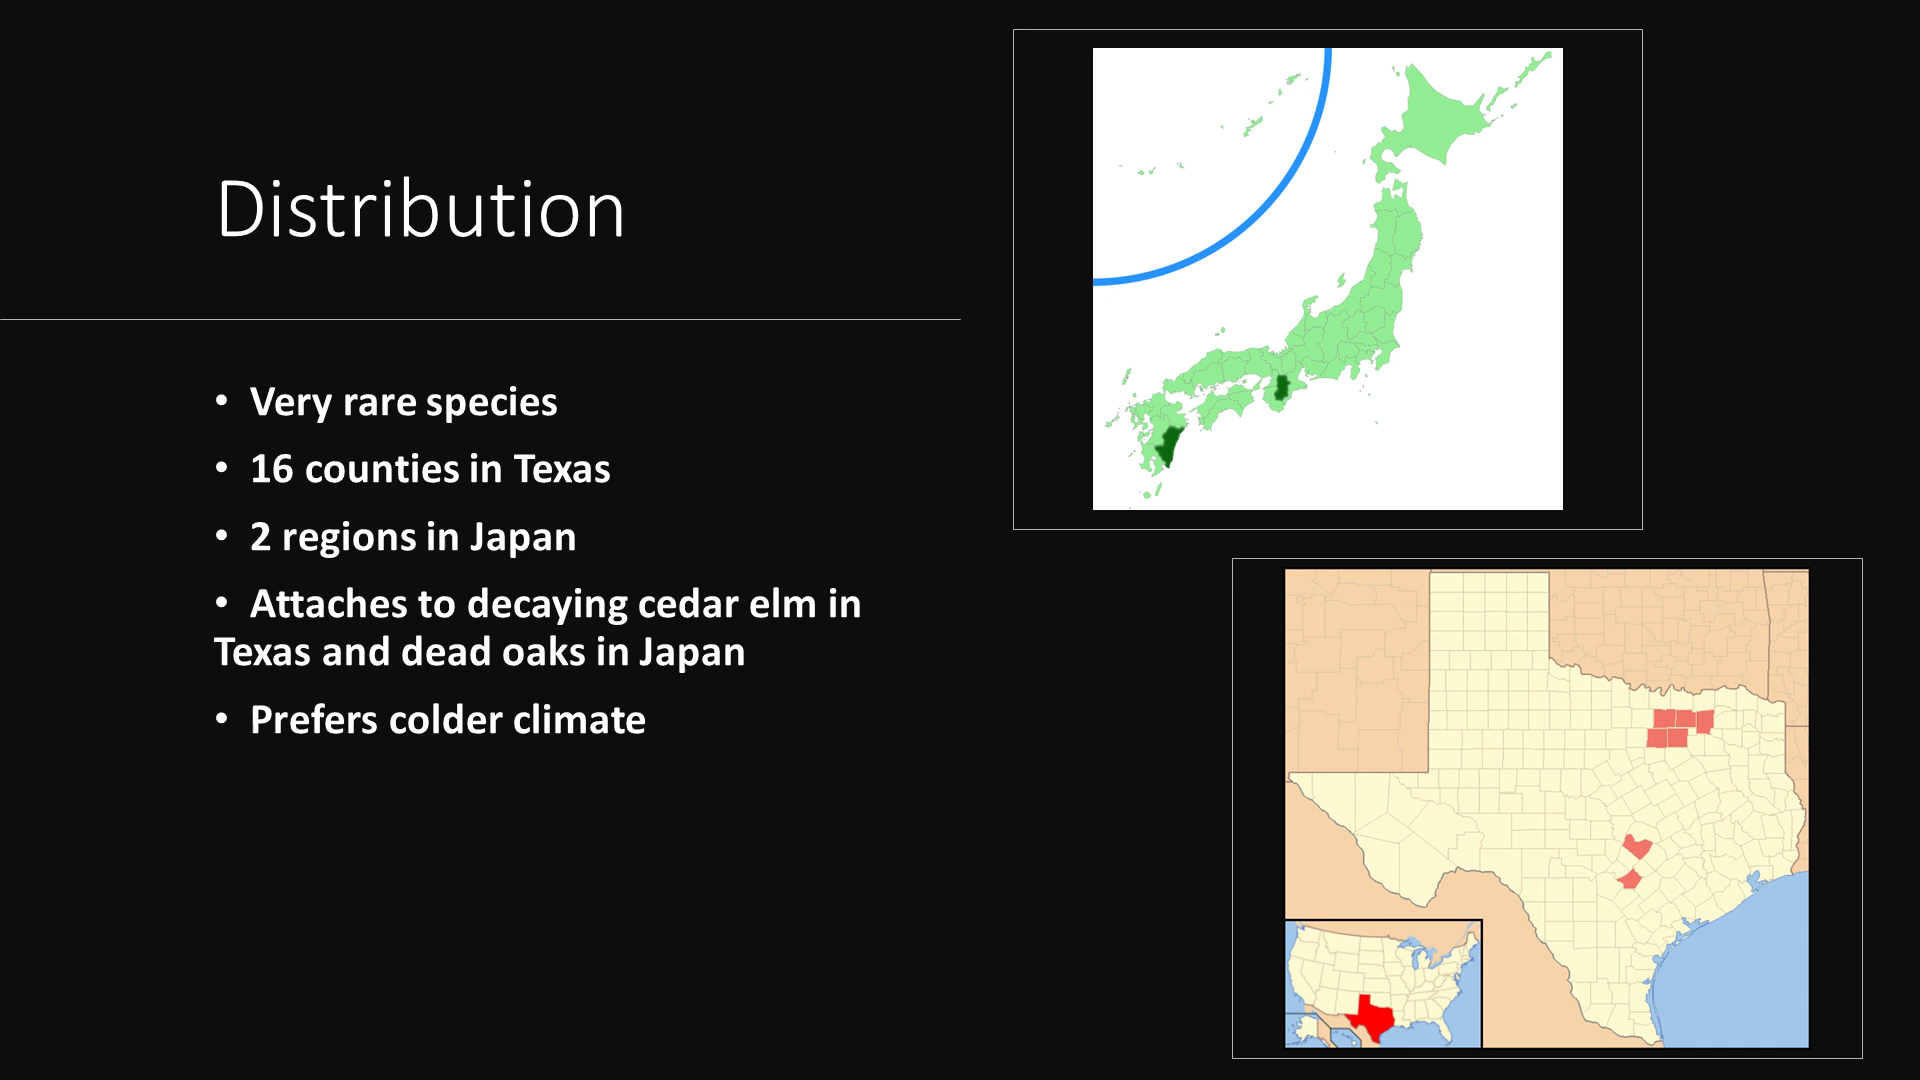 Distribution
• Very rare species
• 16 counties in Texas
• 2 regions in Japan
• Attaches to decaying cedar elm in
Texas and dead oaks in Japan
• Prefers colder climate